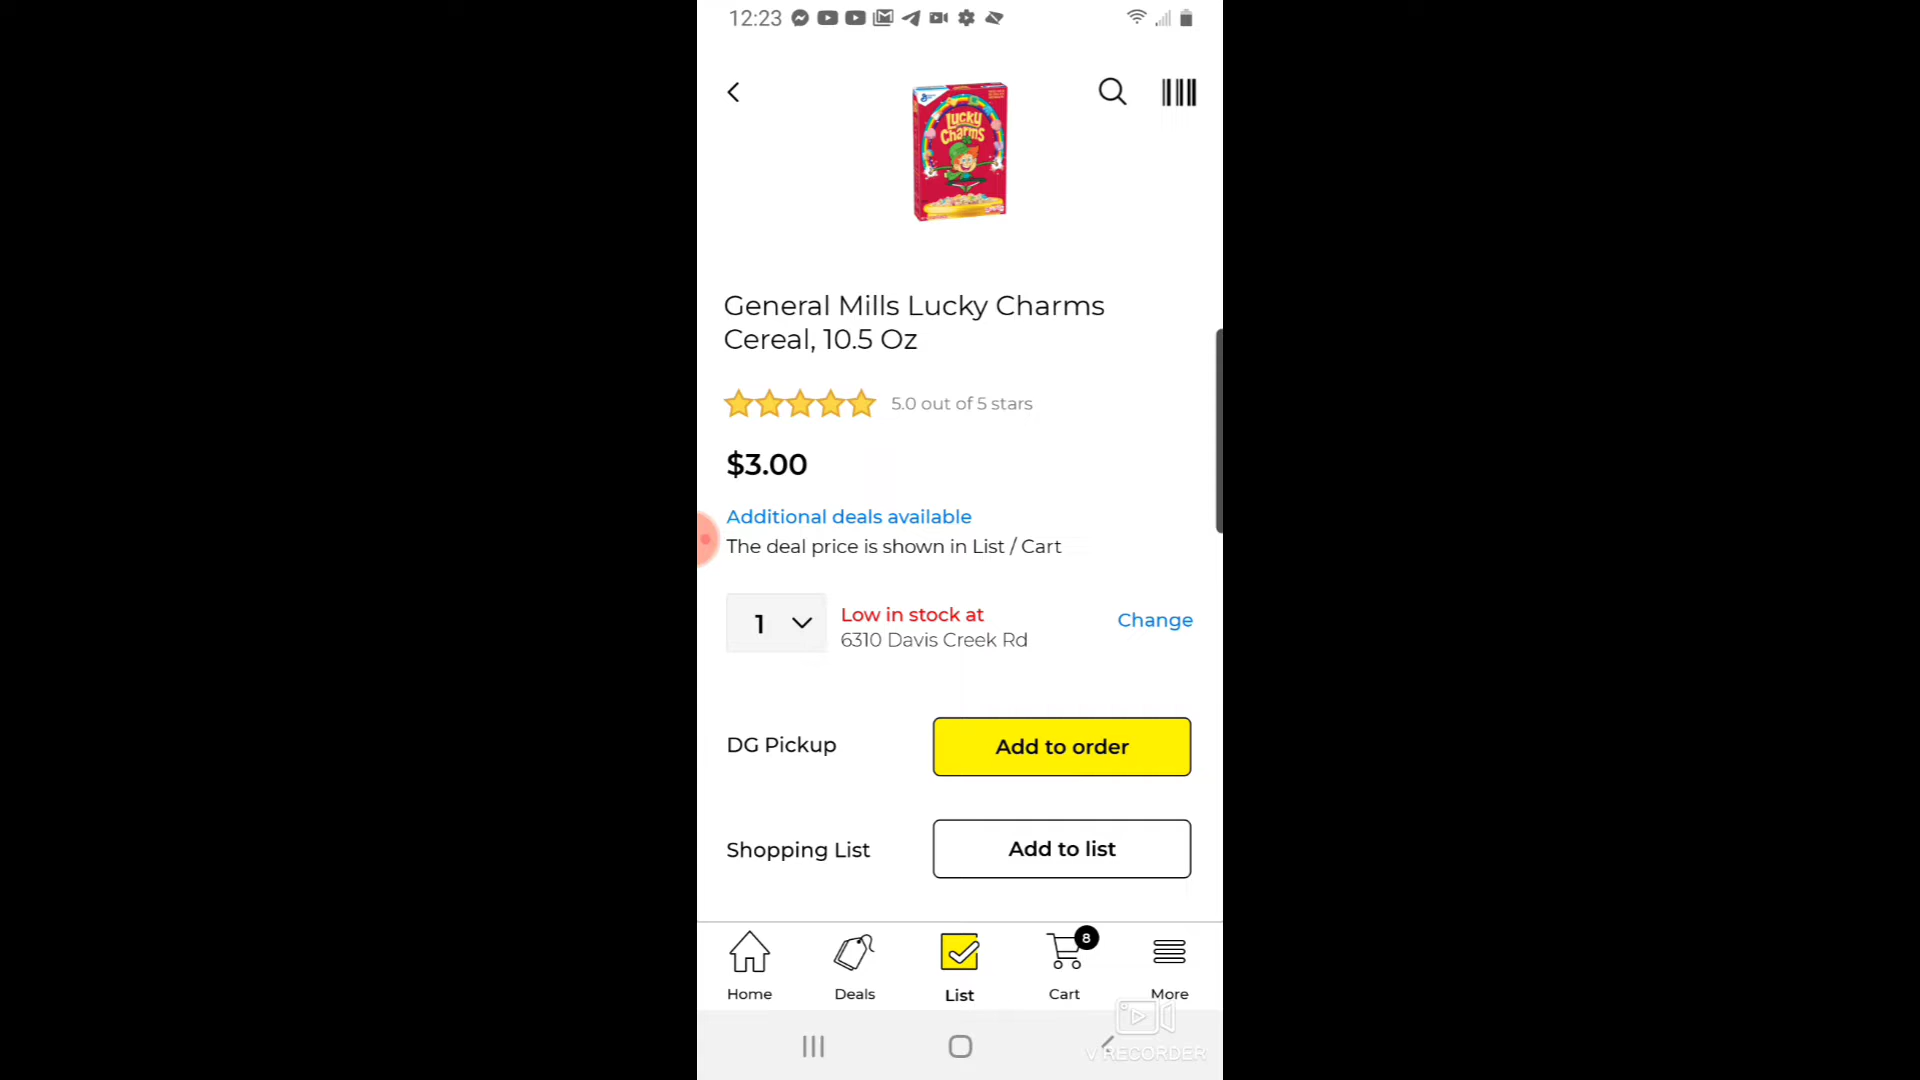 12:23
Lucky
Charms
General Mills Lucky Charms
Cereal, 10.5 Oz
5.0 out of 5 stars
$3.00
Additional deals available
The deal price is shown in List / Cart
1
Low in stock at
6310 Davis Creek Rd
Change
DG Pickup
Add to order
Shopping List
Add to list
8
Home
Deals
List
Cart
More
V RECORDER